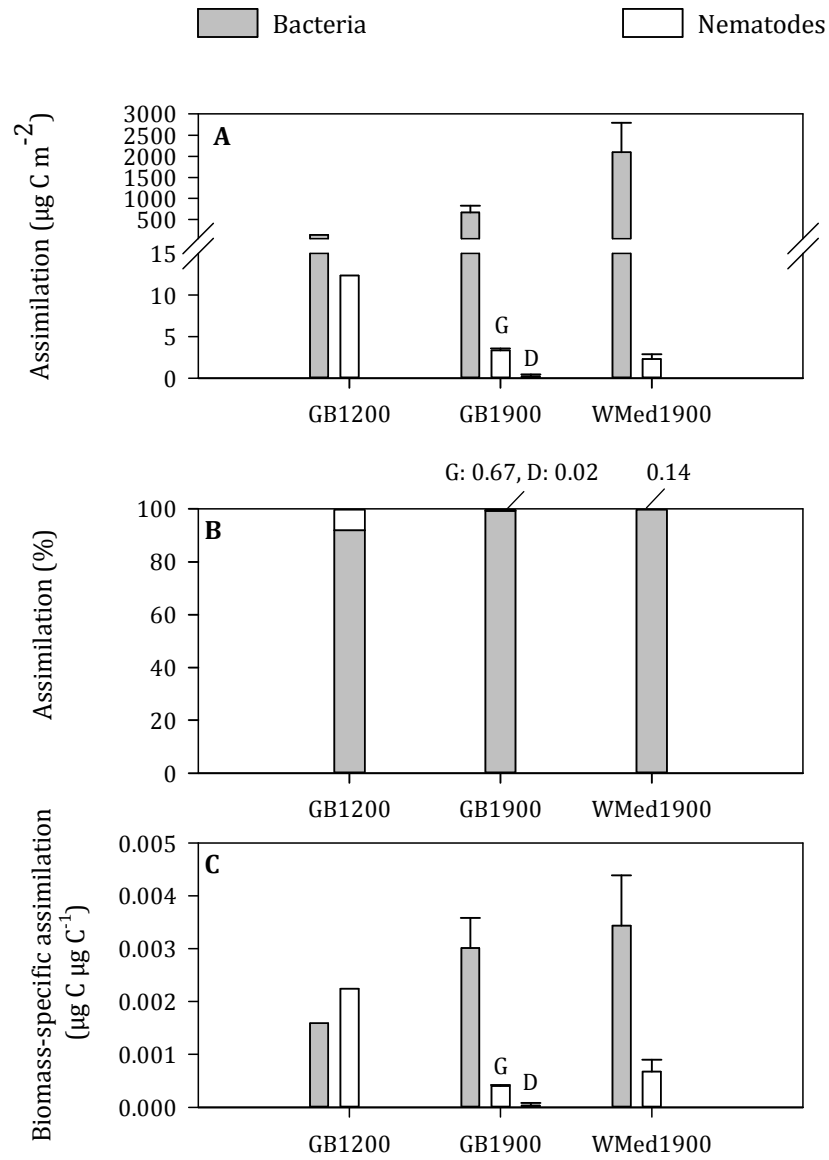 Bacteria Nematodes
A
3000
2500
2000
1500
1000
500
15
10
5
0
Assimilation (µg C m-2)
G
D
GB1200 GB1900 WMed1900
G: 0.67, D: 0.02 0.14
B
100
80
60
40
20
0
Assimilation (%)
GB1200 GB1900 WMed1900
C
0.005
0.004
0.003
0.002
0.001
0.000
Biomass-specific assimilation
(µg C µg C-1)
G
D
GB1200 GB1900 WMed1900